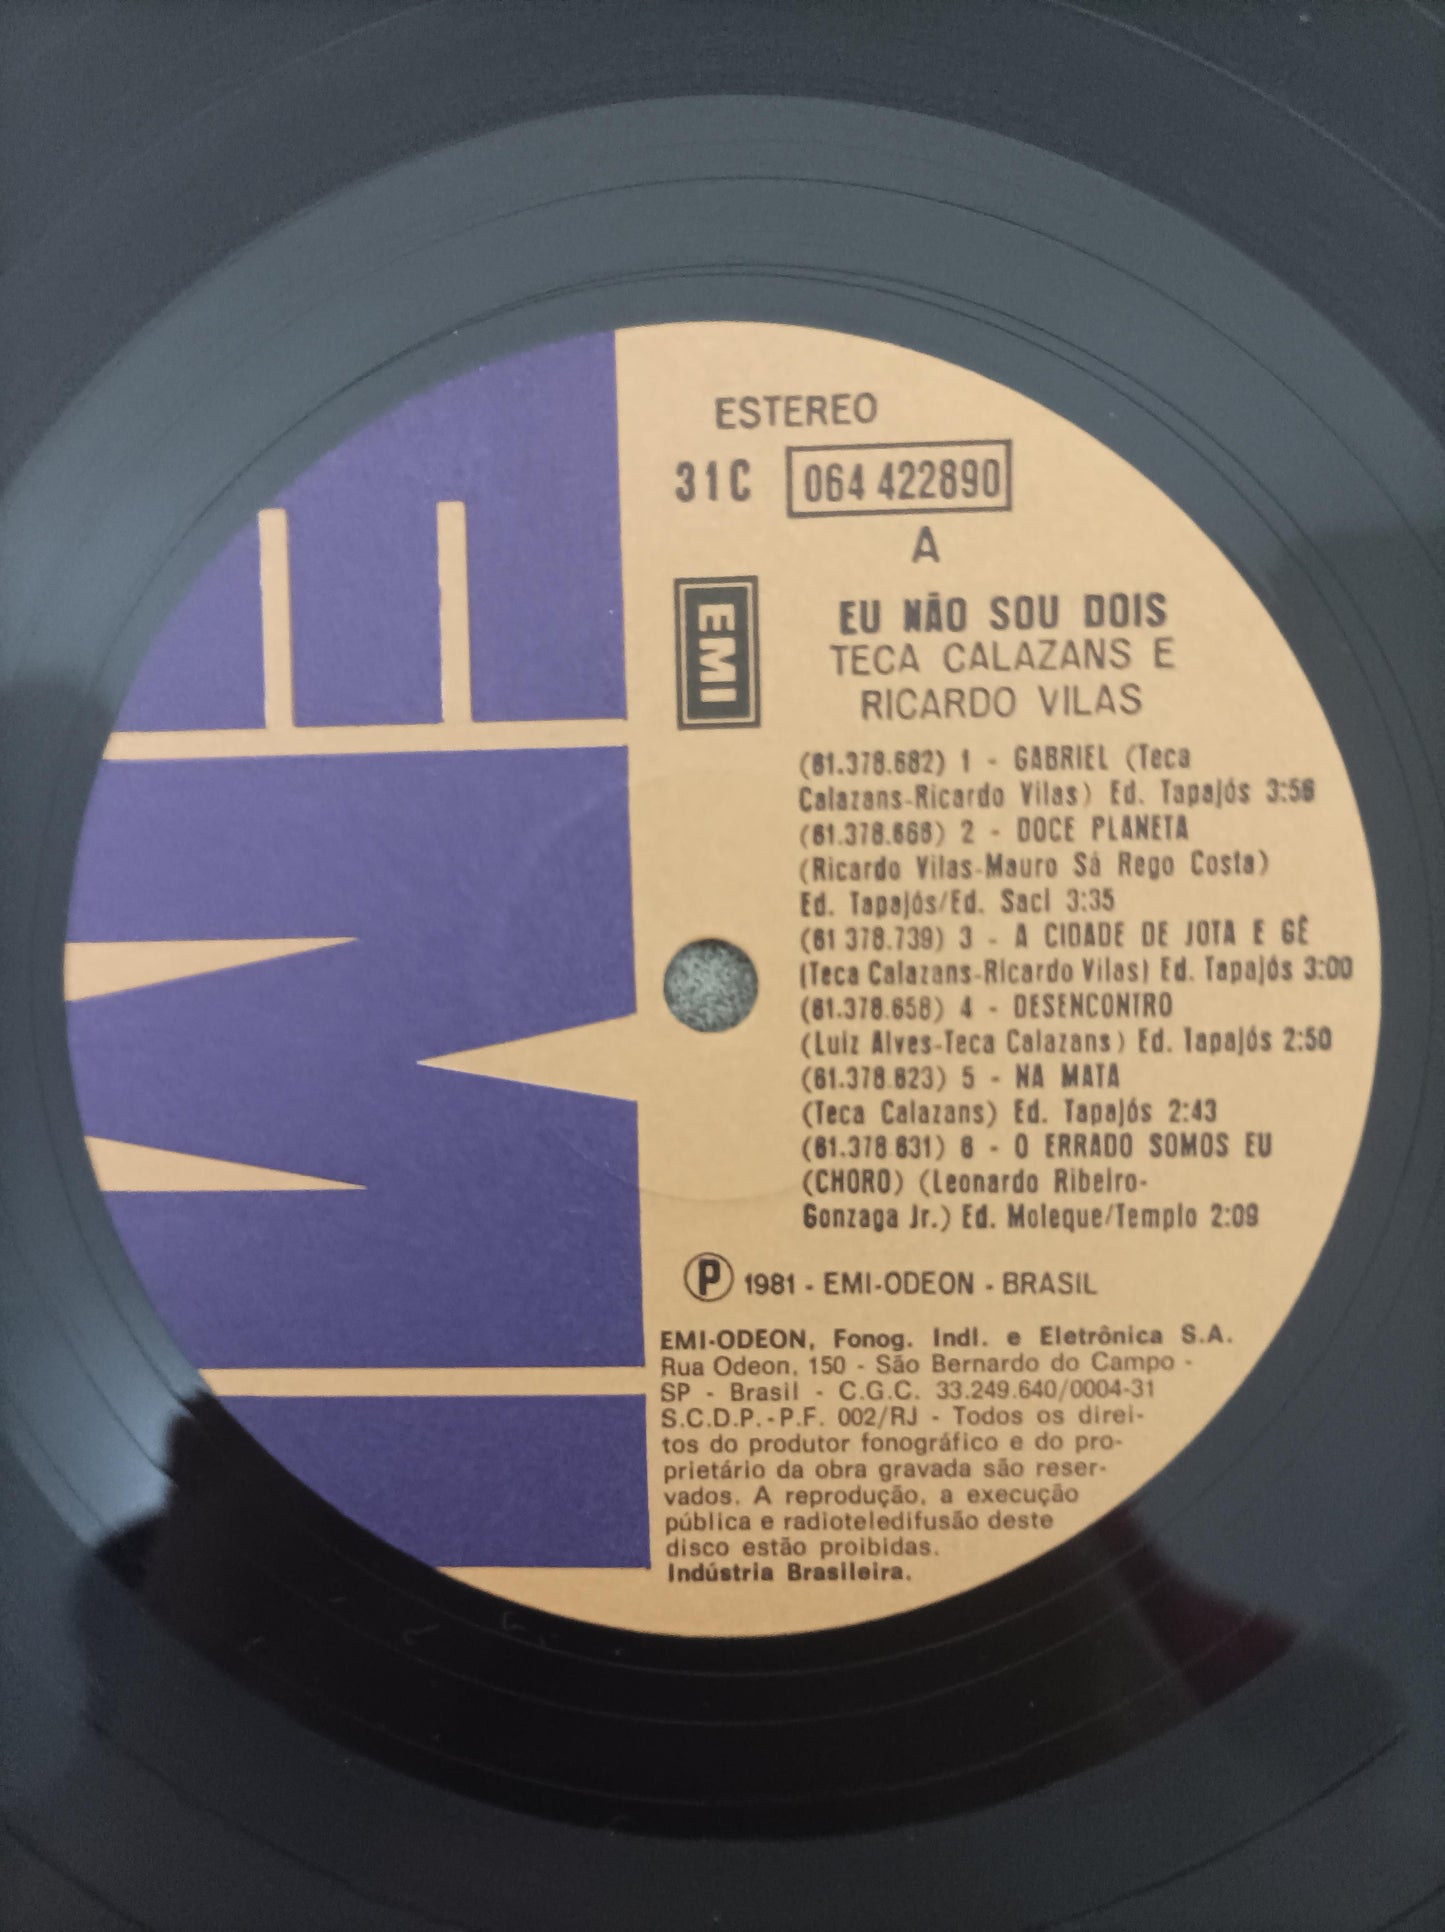 ESTEREO
31C 064 422890
A
EMI
EU NÃO SOU DOIS
TECA CALAZANS E
RICARDO VILAS
(61.378.682) 1 - GABRIEL (Teca
Calazans-Ricardo Vilas) Ed. Tapajós 3:56
(61.378.666) 2 - DOCE PLANETA
(Ricardo Vilas-Mauro Sá Rego Costa)
Ed. Tapajós/Ed. Saci 3:35
(61 378.739) 3 - A CIDADE DE JOTA E GÊ
(Teca Calazans-Ricardo Vilas) Ed. Tapajós 3:00
(61.378.658) 4 - DESENCONTRO
(Luiz Alves-Teca Calazans) Ed. Tapajós 2:50
(61.378.623) 5 - NA MATA
(Teca Calazans) Ed. Tapajós 2:43
(61.378 631) 6 - O ERRADO SOMOS EU
(CHORO) (Leonardo Ribeiro-
Gonzaga Jr.) Ed. Moleque/Templo 2:09
Ⓟ 1981 - EMI-ODEON - BRASIL
EMI-ODEON, Fonog. Indl. e Eletrônica S.A.
Rua Odeon, 150 - São Bernardo do Campo -
SP - Brasil - C.G.C. 33.249.640/0004-31
S.C.D.P.-P.F. 002/RJ - Todos os direi-
tos do produtor fonográfico e do pro-
prietário da obra gravada são reser-
vados. A reprodução, a execução
pública e radioteledifusão deste
disco estão proibidas.
Indústria Brasileira.
EMI